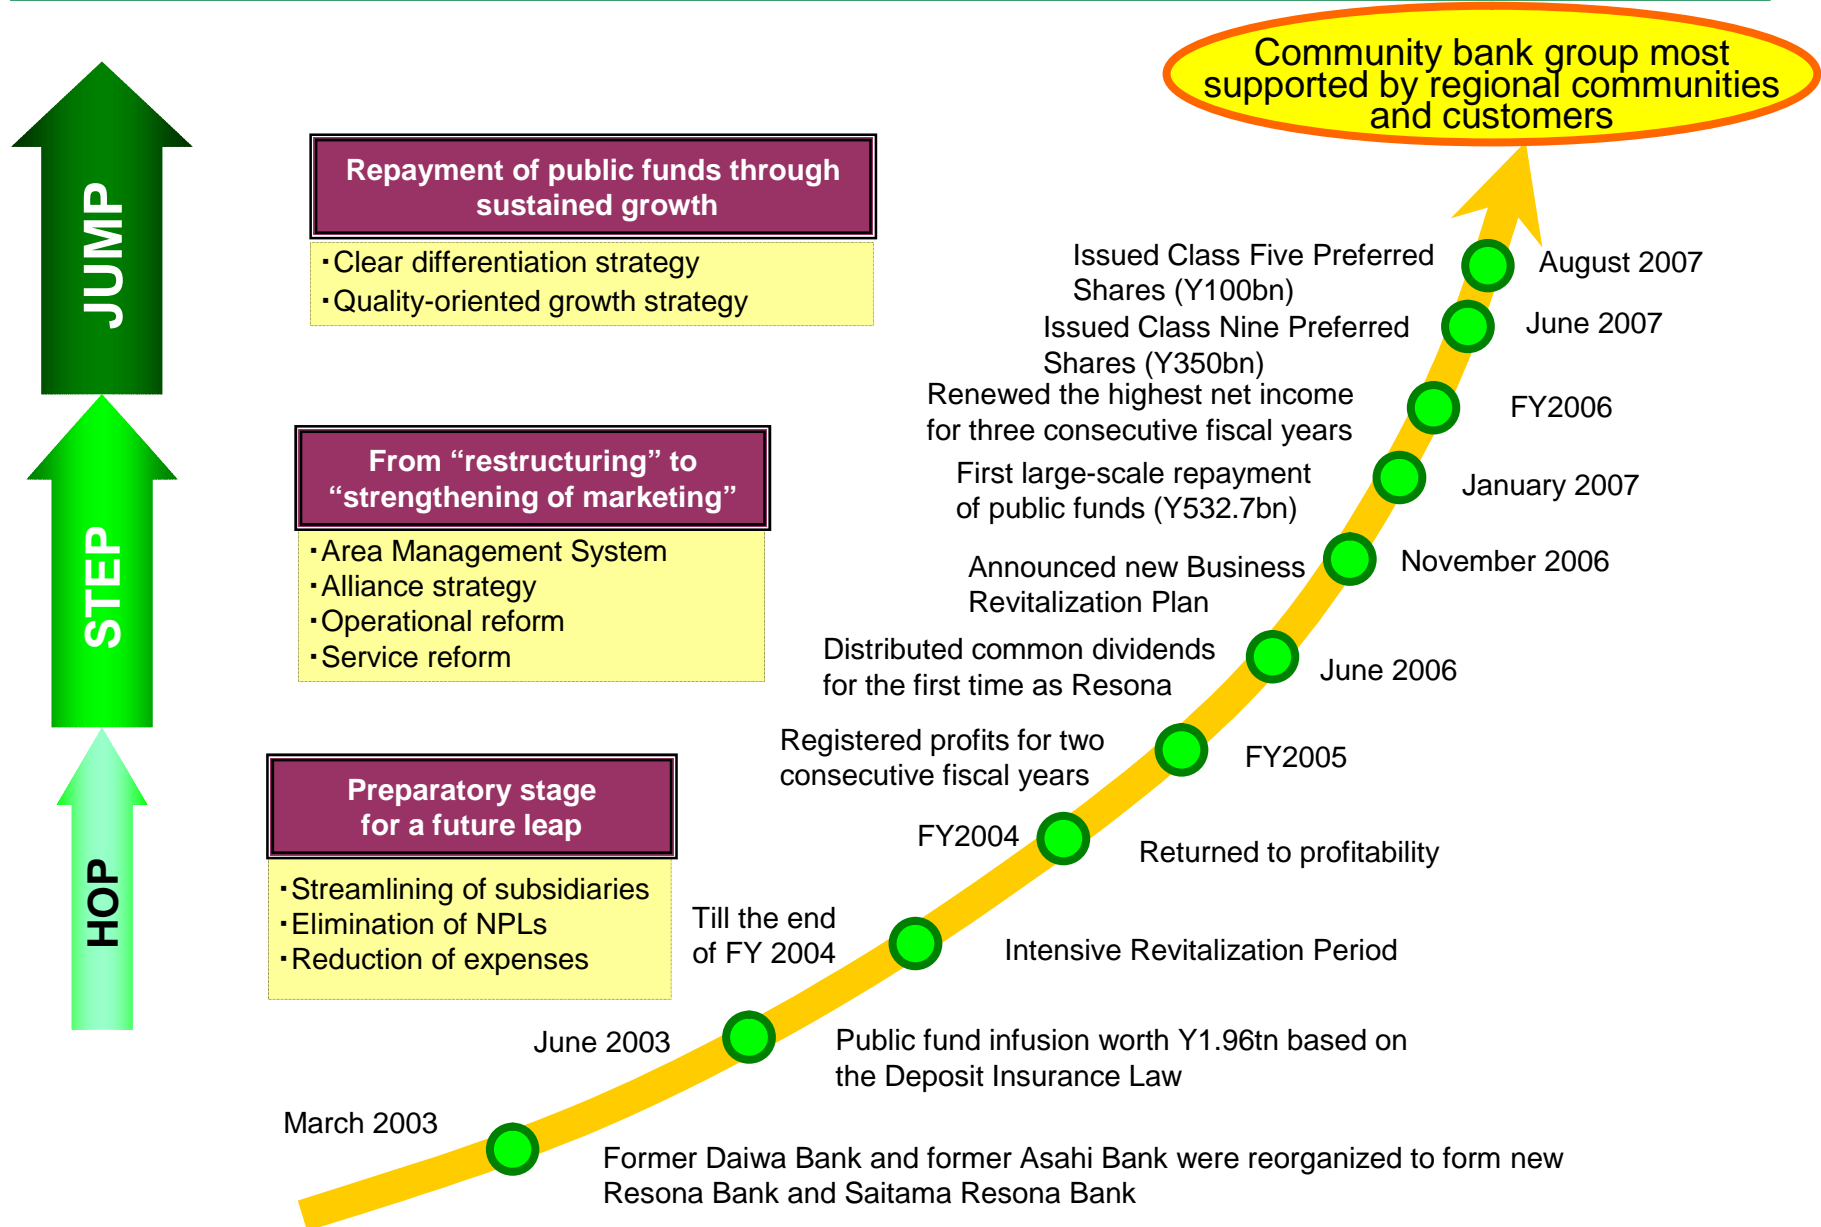 Community bank group most
supported by regional communities
and customers
JUMP
Repayment of public funds through
sustained growth
・Clear differentiation strategy
・Quality-oriented growth strategy
STEP
From “restructuring” to
“strengthening of marketing”
・Area Management System
・Alliance strategy
・Operational reform
・Service reform
HOP
Preparatory stage
for a future leap
・Streamlining of subsidiaries
・Elimination of NPLs
・Reduction of expenses
Issued Class Five Preferred
Shares (Y100bn)
August 2007
Issued Class Nine Preferred
Shares (Y350bn)
June 2007
Renewed the highest net income
for three consecutive fiscal years
FY2006
First large-scale repayment
of public funds (Y532.7bn)
January 2007
Announced new Business
Revitalization Plan
November 2006
Distributed common dividends
for the first time as Resona
June 2006
Registered profits for two
consecutive fiscal years
FY2005
FY2004
Returned to profitability
Till the end
of FY 2004
Intensive Revitalization Period
June 2003
Public fund infusion worth Y1.96tn based on
the Deposit Insurance Law
March 2003
Former Daiwa Bank and former Asahi Bank were reorganized to form new
Resona Bank and Saitama Resona Bank